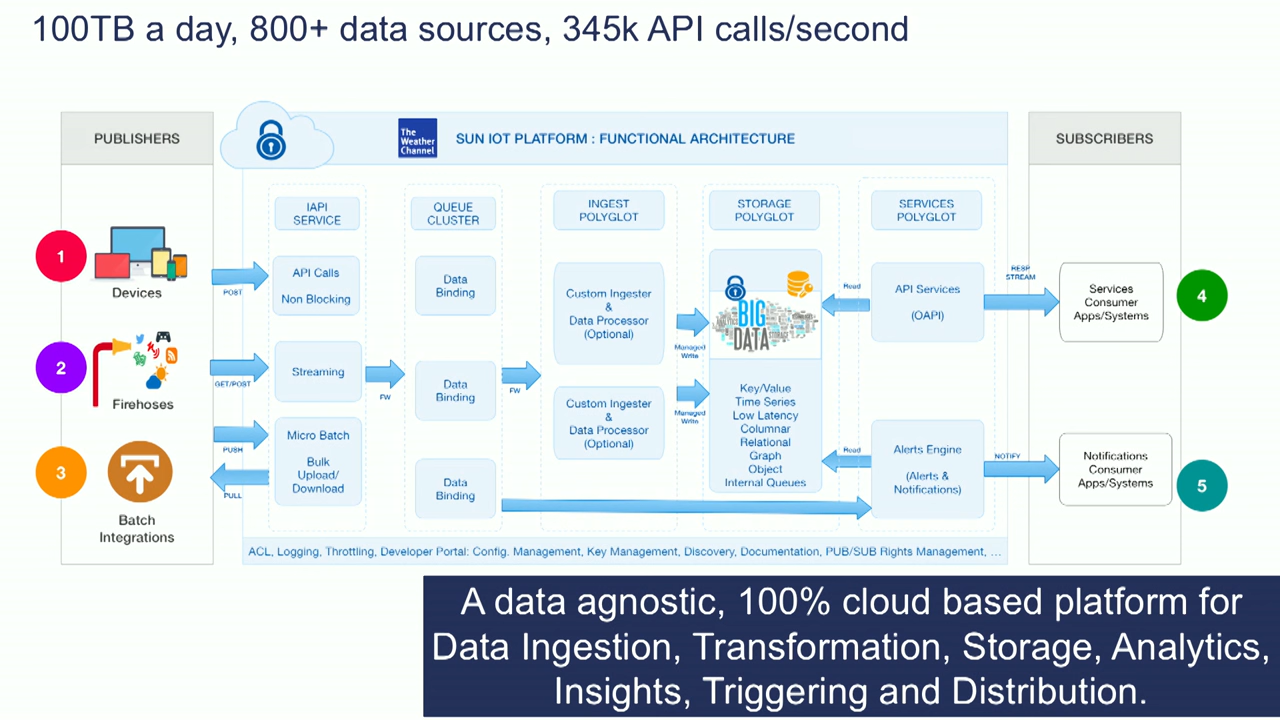 100TB a day, 800+ data sources, 345k API calls/second
PUBLISHERS
The
Weather
Channel
SUN IOT PLATFORM : FUNCTIONAL ARCHITECTURE
SUBSCRIBERS
IAPI
SERVICE
QUEUE
CLUSTER
INGEST
POLYGLOT
STORAGE
POLYGLOT
SERVICES
POLYGLOT
1
Devices
POST
API Calls
Non Blocking
Data
Binding
Custom Ingester
&
Data Processor
(Optional)
Managed
Write
BIG
DATA
Read
API Services
(OAPI)
RESP
STREAM
Services
Consumer
Apps/Systems
4
2
Firehoses
GET/POST
Streaming
FW
Data
Binding
FW
Custom Ingester
&
Data Processor
(Optional)
Managed
Write
Key/Value
Time Series
Low Latency
Columnar
Relational
Graph
Object
Internal Queues
3
Batch
Integrations
PUSH
PULL
Micro Batch
Bulk
Upload/
Download
Data
Binding
Read
Alerts Engine
(Alerts &
Notifications)
NOTIFY
Notifications
Consumer
Apps/Systems
5
ACL, Logging, Throttling, Developer Portal: Config. Management, Key Management, Discovery, Documentation, PUB/SUB Rights Management, ...
A data agnostic, 100% cloud based platform for
Data Ingestion, Transformation, Storage, Analytics,
Insights, Triggering and Distribution.